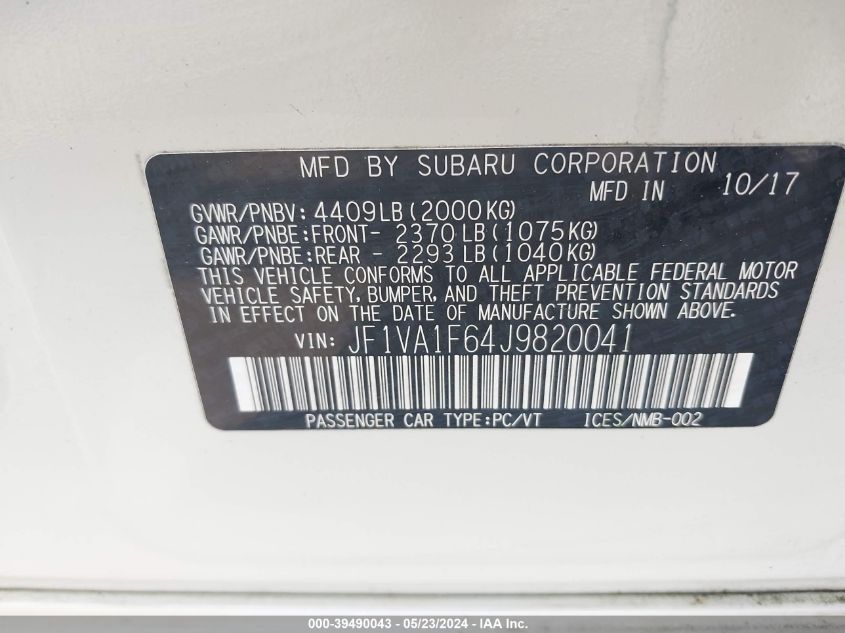 MFD BY SUBARU CORPORATION
MFD IN 10/17
GVWR/PNBV: 4409LB(2000KG)
GAWR/PNBE:FRONT- 2370LB(1075KG)
GAWR/PNBE:REAR - 2293LB(1040KG)
THIS VEHICLE CONFORMS TO ALL APPLICABLE FEDERAL MOTOR
VEHICLE SAFETY, BUMPER, AND THEFT PREVENTION STANDARDS
IN EFFECT ON THE DATE OF MANUFACTURE SHOWN ABOVE.
VIN: JF1VA1F64J9820041
PASSENGER CAR TYPE:PC/VT ICES/NMB-002
000-39490043 — 05/23/2024 — IAA Inc.